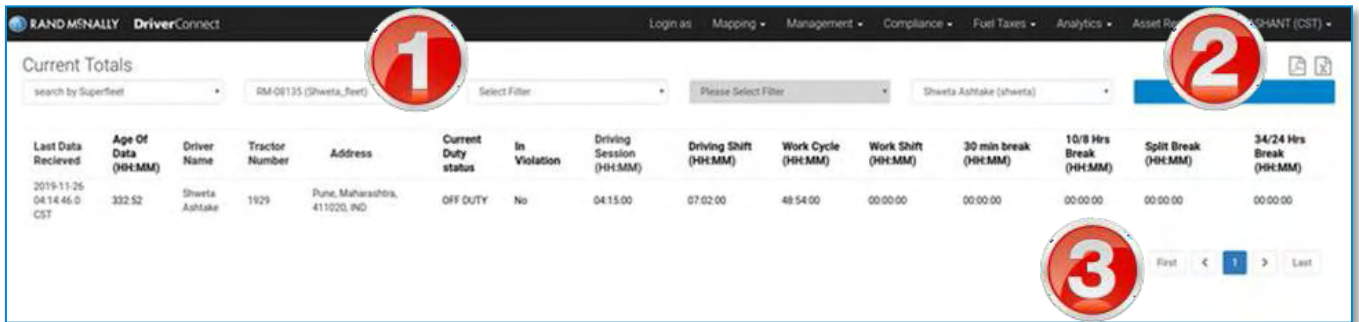 RAND MCNALLY DriverConnect
Login as Mapping Management Compliance Fuel Taxes Analytics Asset SHANT (CST)
1
2
Current Totals
search by Superfleet
RM-08135 (Shweta_fleet)
Select Filter
Please Select Filter
Shweta Ashtake (shweta)
Last Data Recieved
Age Of Data (HH:MM)
Driver Name
Tractor Number
Address
Current Duty status
In Violation
Driving Session (HH:MM)
Driving Shift (HH:MM)
Work Cycle (HH:MM)
Work Shift (HH:MM)
30 min break (HH:MM)
10/8 Hrs Break (HH:MM)
Split Break (HH:MM)
34/24 Hrs Break (HH:MM)
2019-11-26 04:14:46.0 CST
332:52
Shweta Ashtake
1929
Pune, Maharashtra, 411020, IND
OFF DUTY
No
04:15:00
07:02:00
48:54:00
00:00:00
00:00:00
00:00:00
00:00:00
00:00:00
3
First < 1 > Last